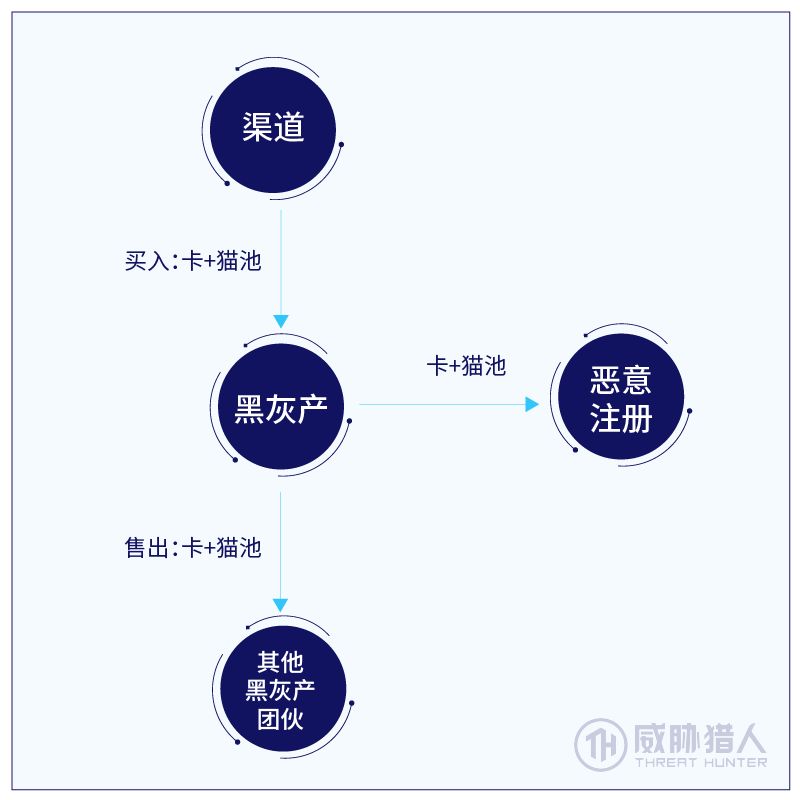 渠道
买入：卡+猫池
黑灰产
卡+猫池
恶意
注册
售出：卡+猫池
其他
黑灰产
团伙
TH
威胁猎人
THREAT HUNTER